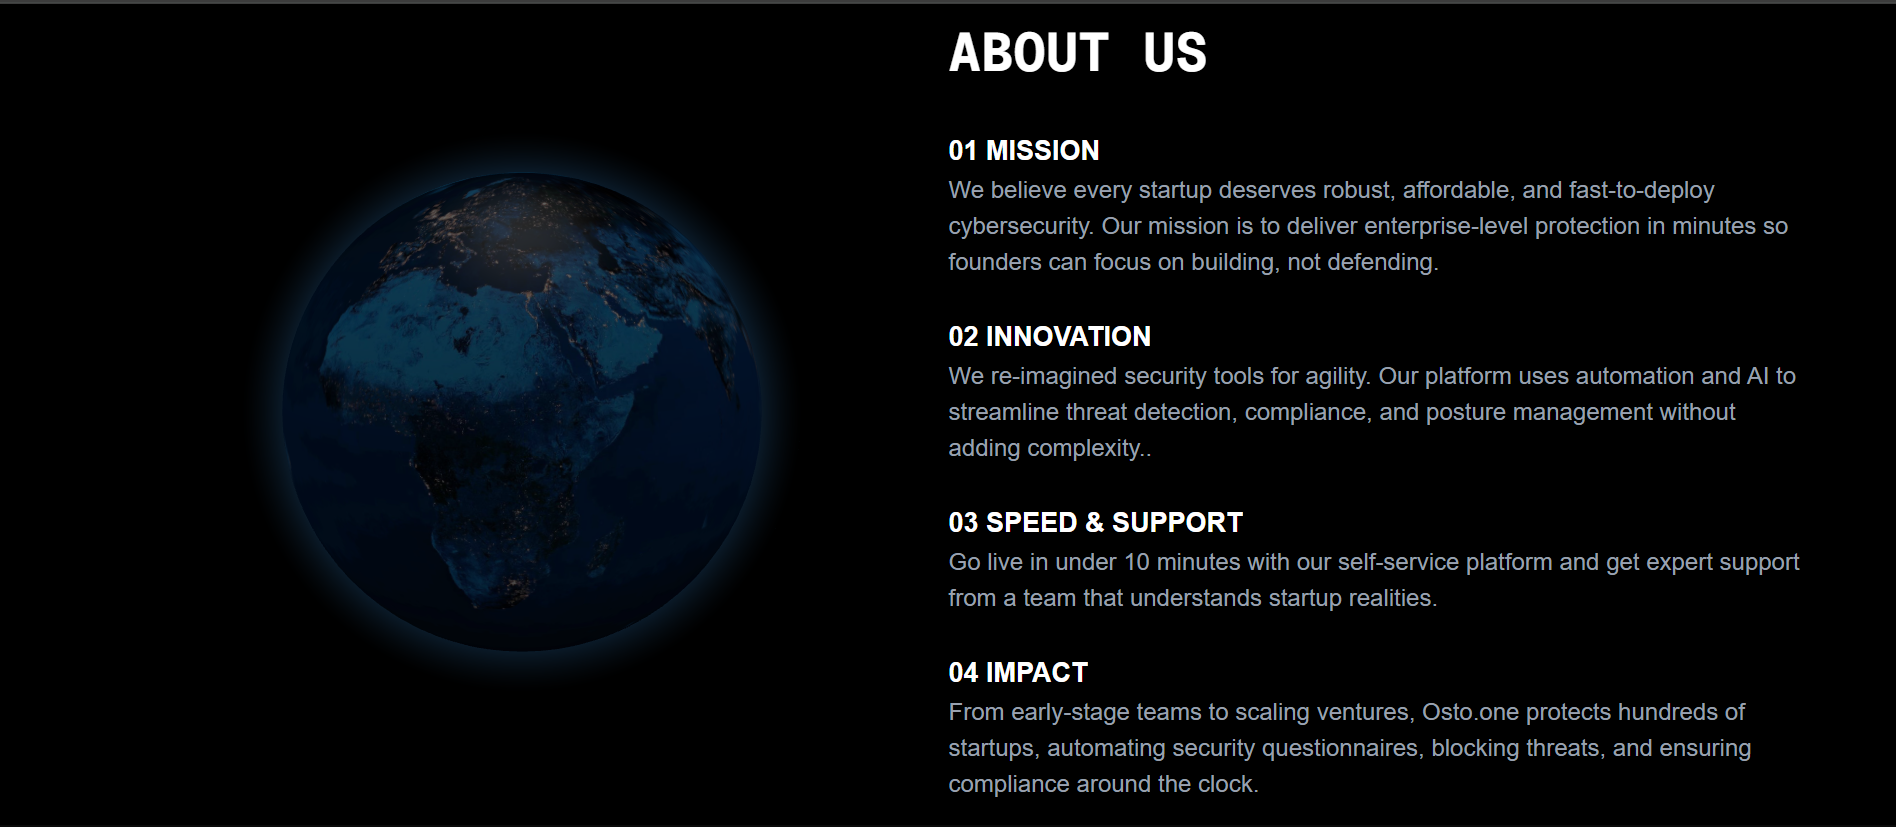 ABOUT US
01 MISSION
We believe every startup deserves robust, affordable, and fast-to-deploy
cybersecurity. Our mission is to deliver enterprise-level protection in minutes so
founders can focus on building, not defending.
02 INNOVATION
We re-imagined security tools for agility. Our platform uses automation and AI to
streamline threat detection, compliance, and posture management without
adding complexity..
03 SPEED & SUPPORT
Go live in under 10 minutes with our self-service platform and get expert support
from a team that understands startup realities.
04 IMPACT
From early-stage teams to scaling ventures, Osto.one protects hundreds of
startups, automating security questionnaires, blocking threats, and ensuring
compliance around the clock.